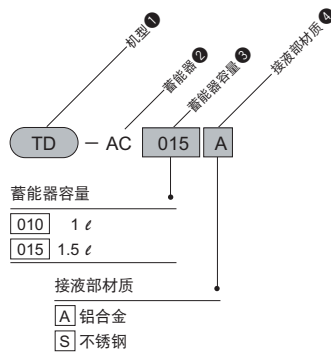 机型❶
蓄能器❷
蓄能器容量❸
接液部材质❹
TD － AC 015 A
蓄能器容量
010 1 ℓ
015 1.5 ℓ
接液部材质
A 铝合金
S 不锈钢